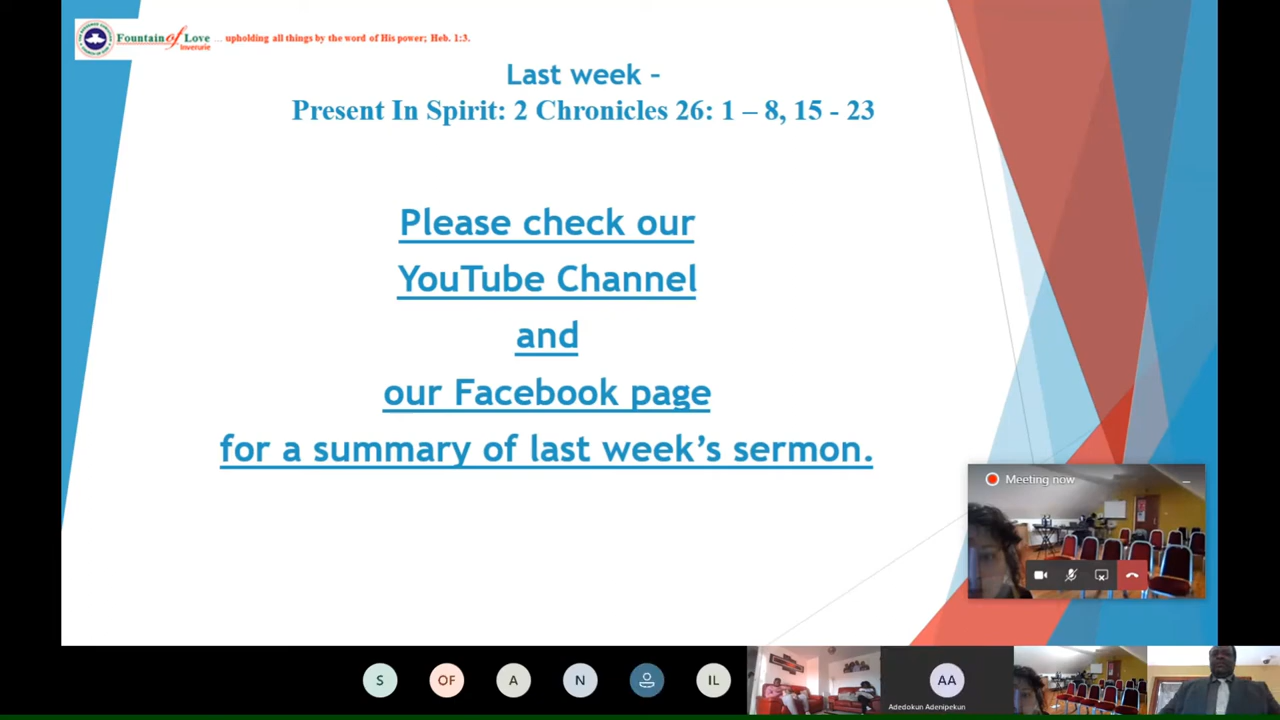 Fountain of Love ... upholding all things by the word of His power; Heb. 1:3.
Inverurie
Last week –
Present In Spirit: 2 Chronicles 26: 1 – 8, 15 - 23
Please check our
YouTube Channel
and
our Facebook page
for a summary of last week’s sermon.
Meeting now
S
OF
A
N
IL
AA
Adedokun Adenipekun